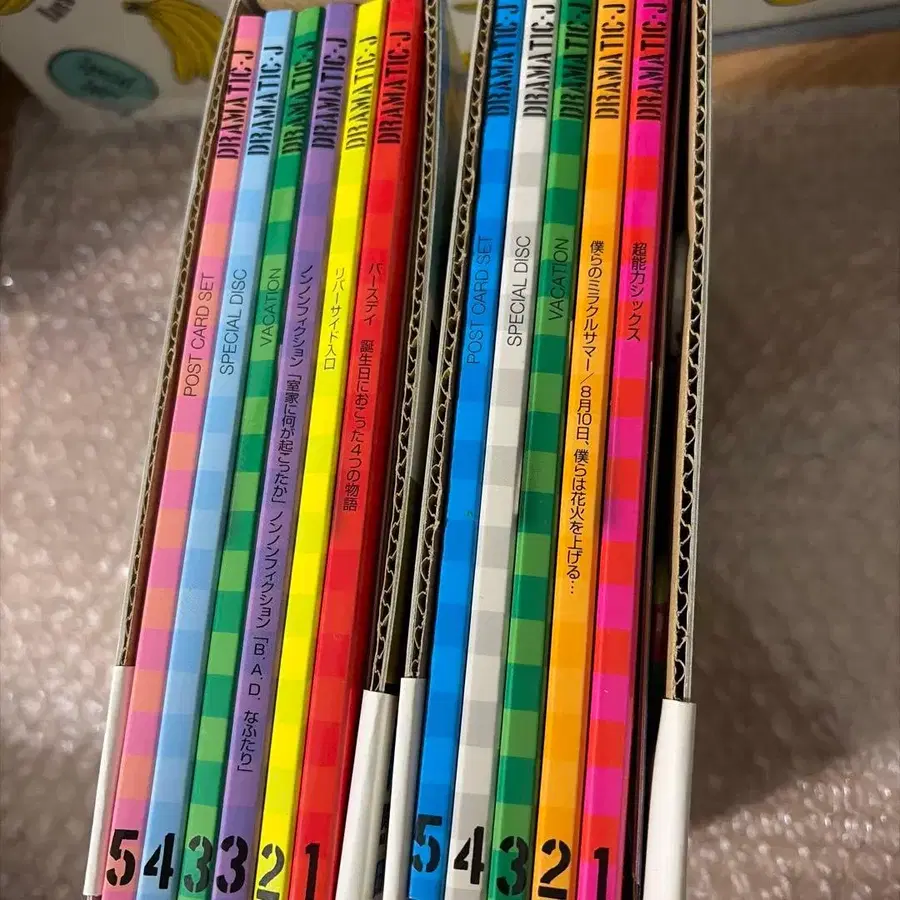 DRAMATIC-J
POST CARD SET
5
DRAMATIC-J
SPECIAL DISC
4
DRAMATIC-J
VACATION
3
DRAMATIC-J
ノンノンフィクション「室家に何が起こったか」 ノンノンフィクション「B.A.D.なふたり」
3
DRAMATIC-J
リバーサイド入口
2
DRAMATIC-J
バースデイ 誕生日におこった4つの物語
1
DRAMATIC-J
POST CARD SET
5
DRAMATIC-J
SPECIAL DISC
4
DRAMATIC-J
VACATION
3
DRAMATIC-J
僕らのミラクルサマー/8月10日、僕らは花火を上げる…
2
DRAMATIC-J
超能力シックス
1